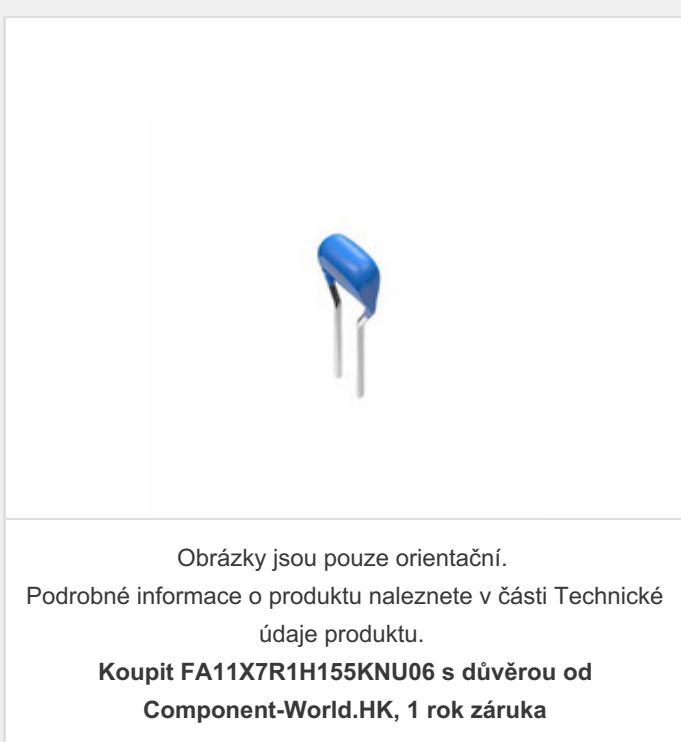 Obrázky jsou pouze orientační.
Podrobné informace o produktu naleznete v části Technické
údaje produktu.
Koupit FA11X7R1H155KNU06 s důvěrou od
Component-World.HK, 1 rok záruka